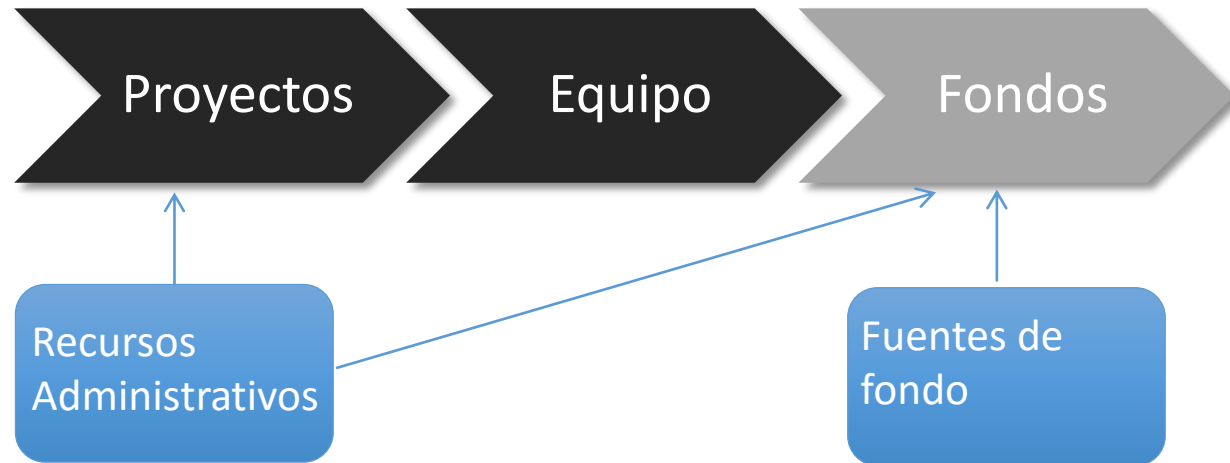 Proyectos
Equipo
Fondos
Recursos
Administrativos
Fuentes de
fondo